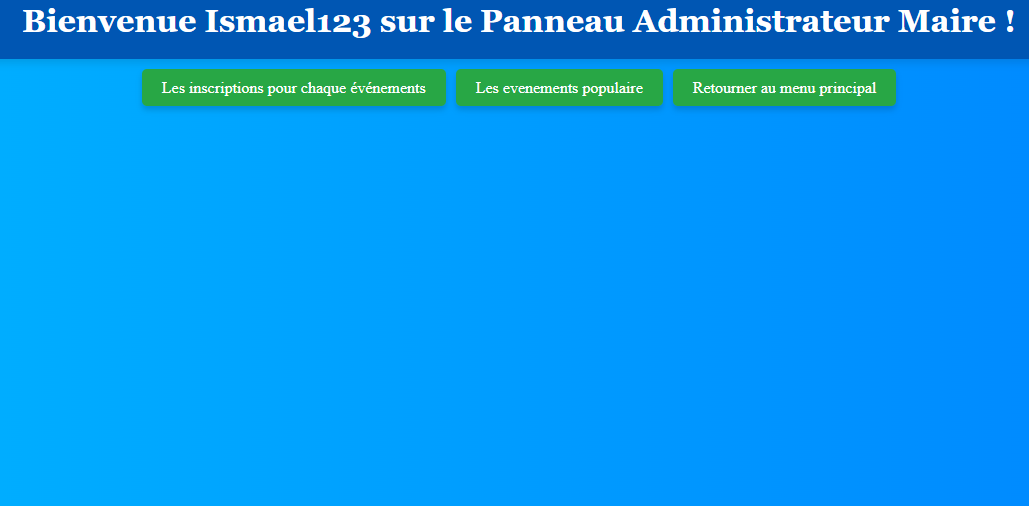 Bienvenue Ismael123 sur le Panneau Administrateur Maire !
Les inscriptions pour chaque événements
Les evenements populaire
Retourner au menu principal